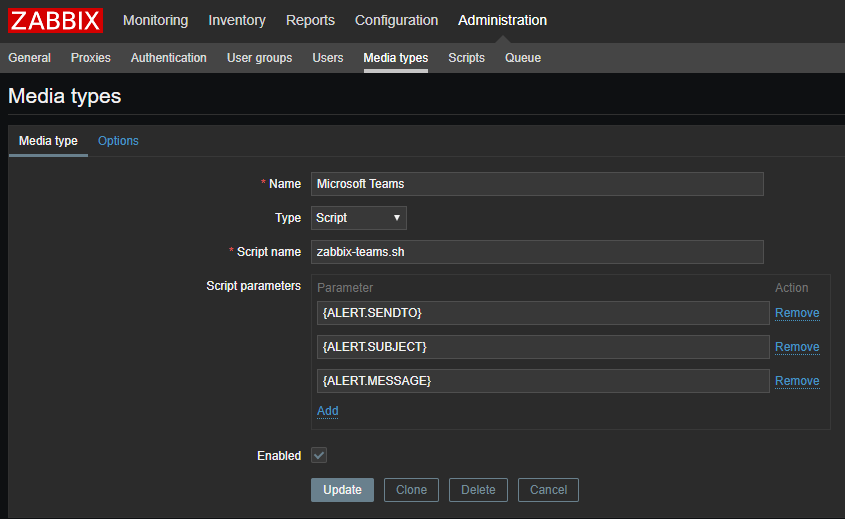 ZABBIX Monitoring Inventory Reports Configuration Administration
General Proxies Authentication User groups Users Media types Scripts Queue
Media types
Media type Options
* Name Microsoft Teams
Type Script
* Script name zabbix-teams.sh
Script parameters Parameter Action
{ALERT.SENDTO} Remove
{ALERT.SUBJECT} Remove
{ALERT.MESSAGE} Remove
Add
Enabled
Update Clone Delete Cancel